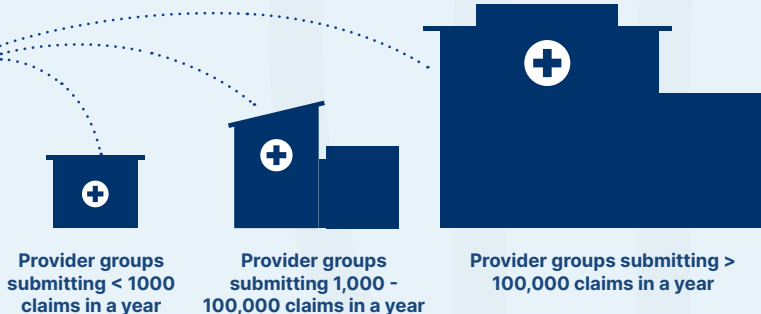 Provider groups
submitting < 1000
claims in a year
Provider groups
submitting 1,000 -
100,000 claims in a year
Provider groups submitting >
100,000 claims in a year